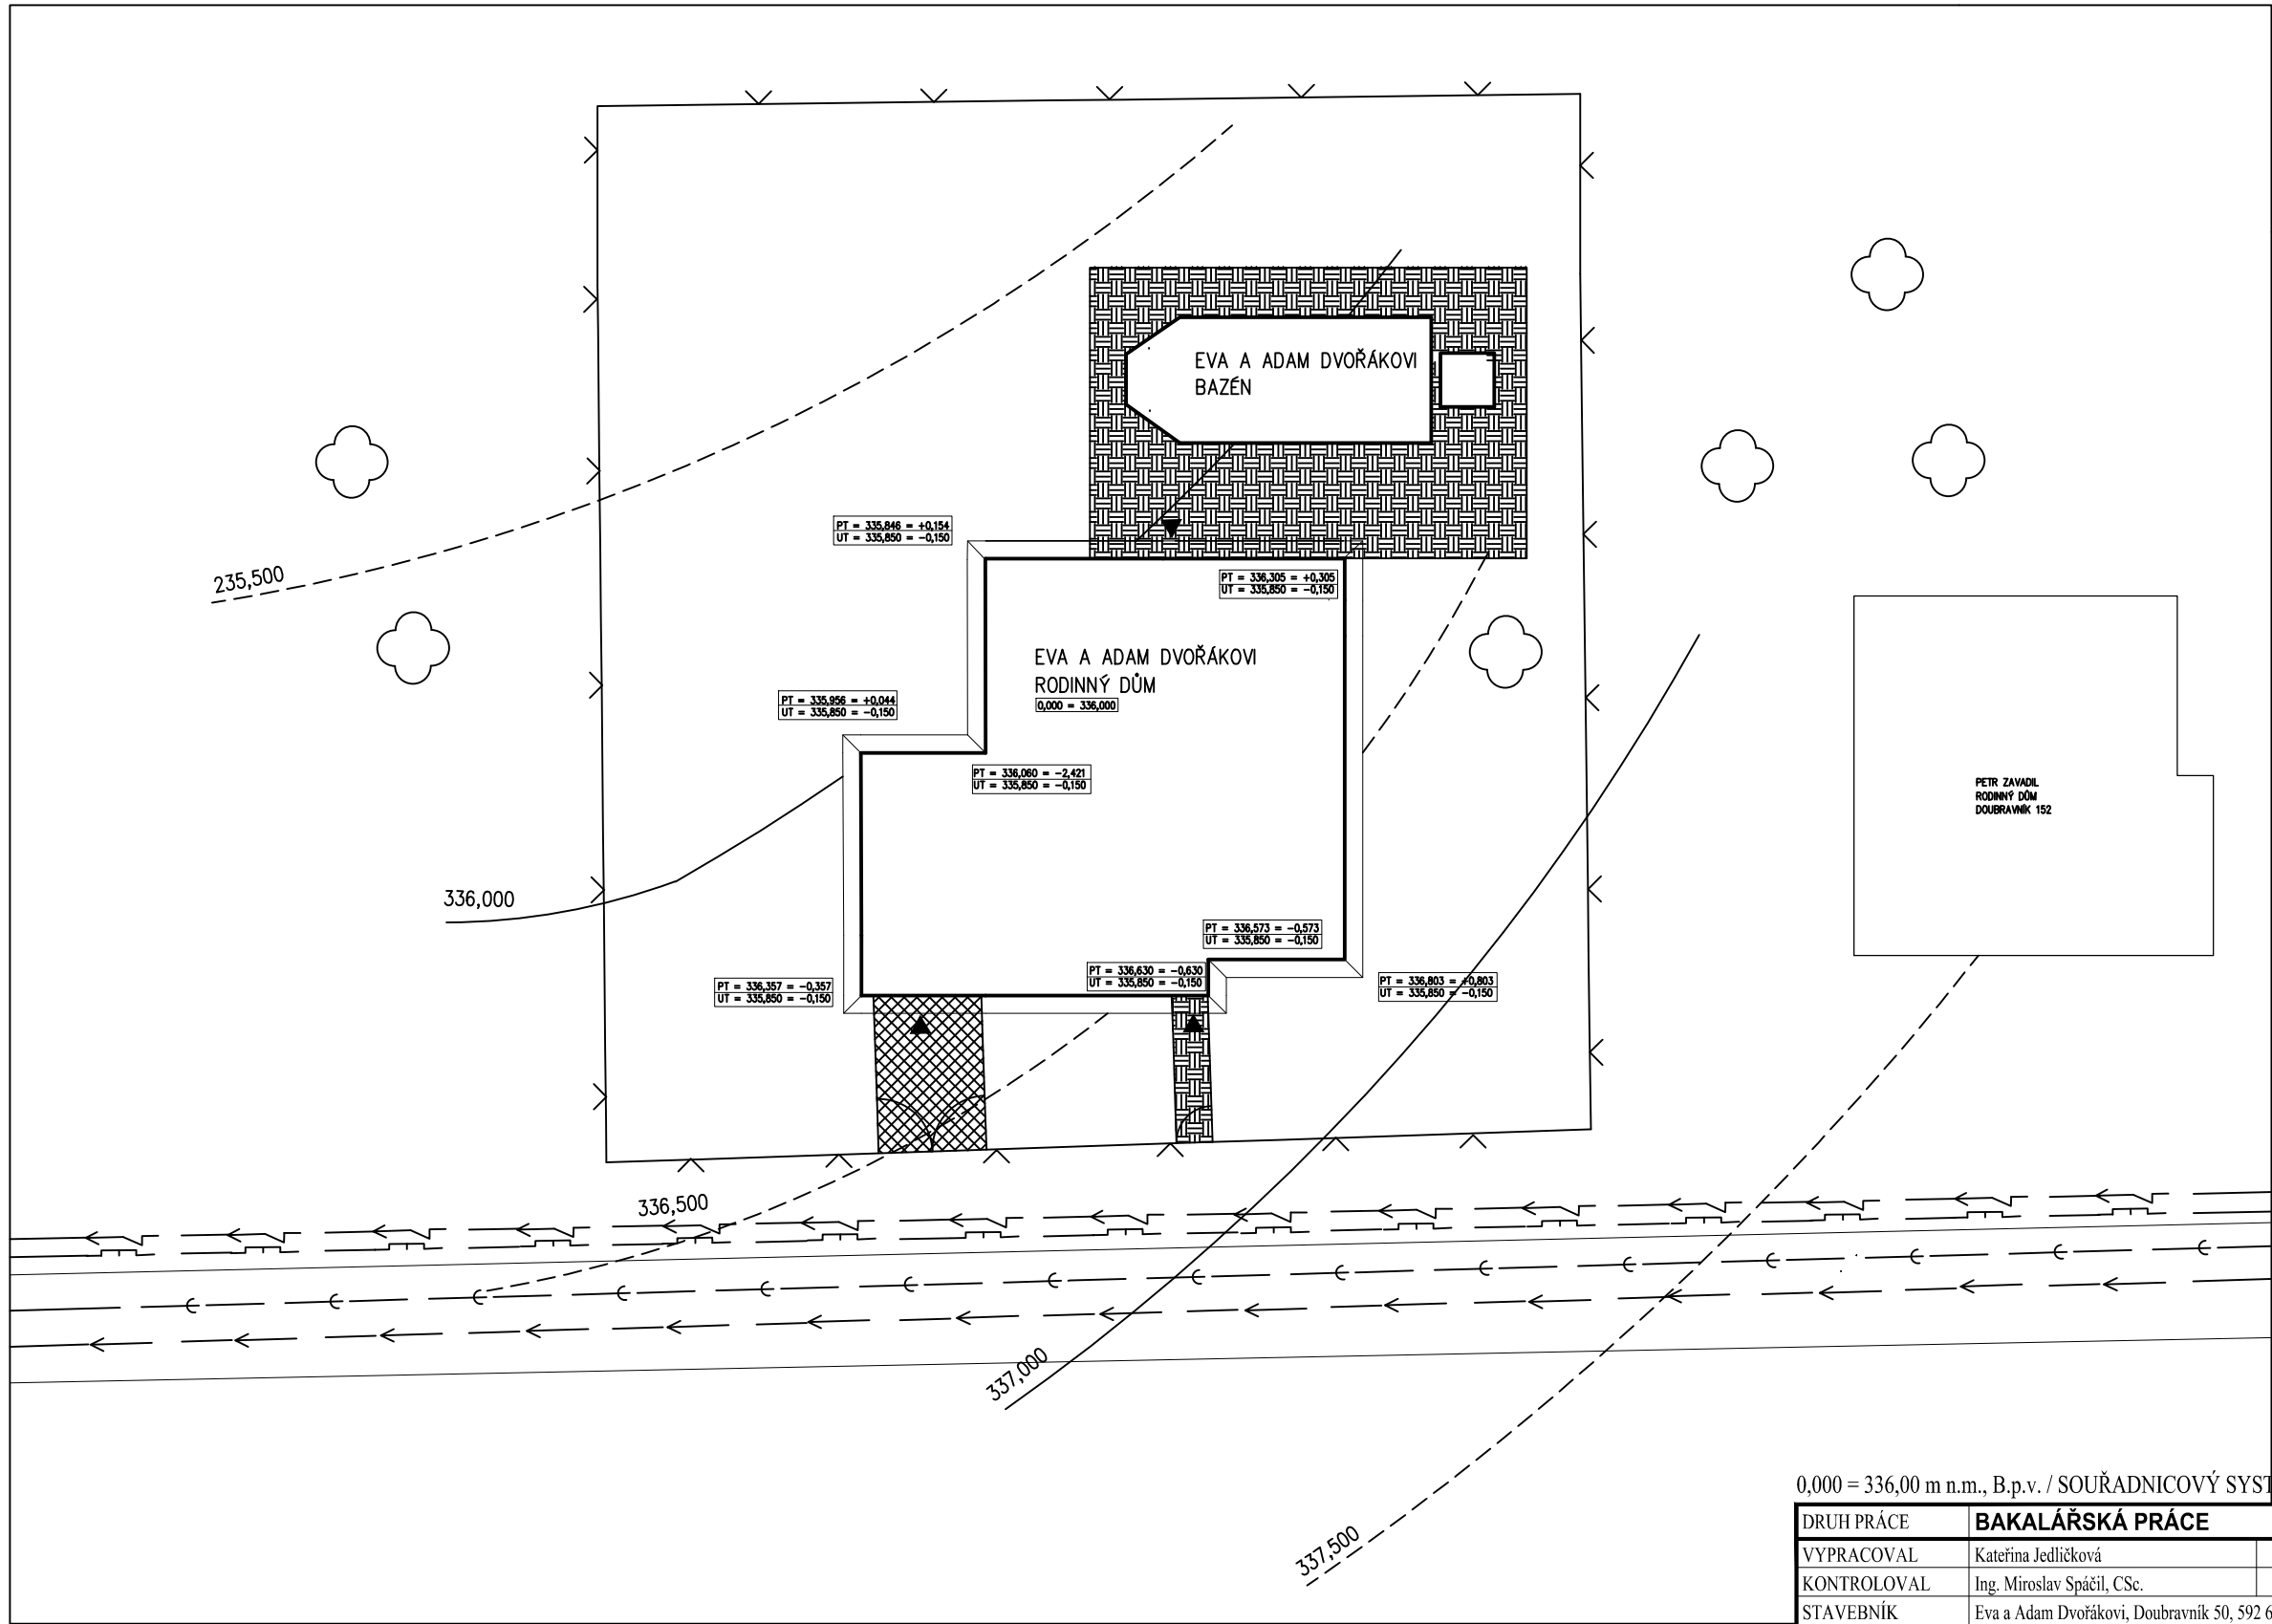 EVA A ADAM DVOŘÁKOVI
BAZÉN
PT = 335,846 = +0,154
UT = 335,850 = -0,150
235,500
PT = 336,305 = +0,305
UT = 335,850 = -0,150
EVA A ADAM DVOŘÁKOVI
RODINNÝ DŮM
0,000 = 336,000
PT = 335,956 = +0,044
UT = 335,850 = -0,150
PT = 336,060 = -2,421
UT = 335,850 = -0,150
PETR ZAVADIL
RODINNÝ DŮM
DOUBRAVNÍK 152
336,000
PT = 336,573 = -0,573
UT = 335,850 = -0,150
PT = 336,630 = -0,630
UT = 335,850 = -0,150
PT = 336,357 = -0,357
UT = 335,850 = -0,150
PT = 336,803 = +0,803
UT = 335,850 = -0,150
336,500
337,000
337,500
0,000 = 336,00 m n.m., B.p.v. / SOUŘADNICOVÝ SYST
DRUH PRÁCE BAKALÁŘSKÁ PRÁCE
VYPRACOVAL Kateřina Jedličková
KONTROLOVAL Ing. Miroslav Spáčil, CSc.
STAVEBNÍK Eva a Adam Dvořákovi, Doubravník 50, 592 6